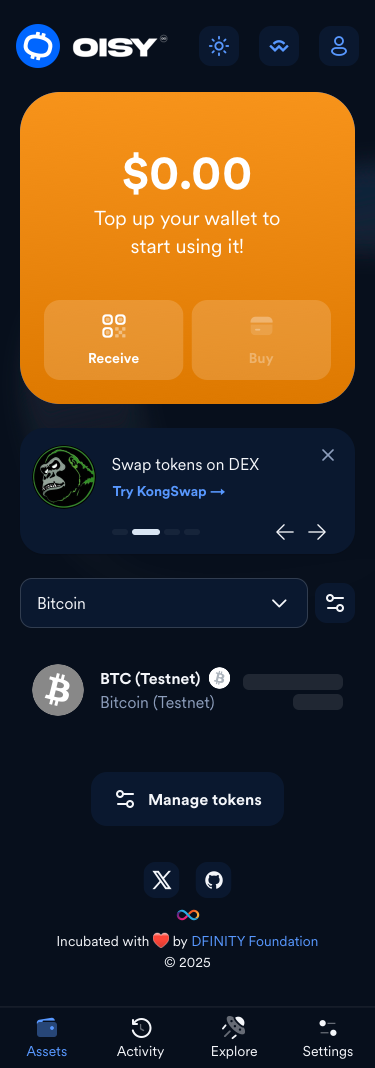 OISY
$0.00
Top up your wallet to
start using it!
Receive
Buy
Swap tokens on DEX
Try KongSwap →
Bitcoin
BTC (Testnet)
Bitcoin (Testnet)
Manage tokens
Incubated with ❤️ by DFINITY Foundation
© 2025
Assets
Activity
Explore
Settings